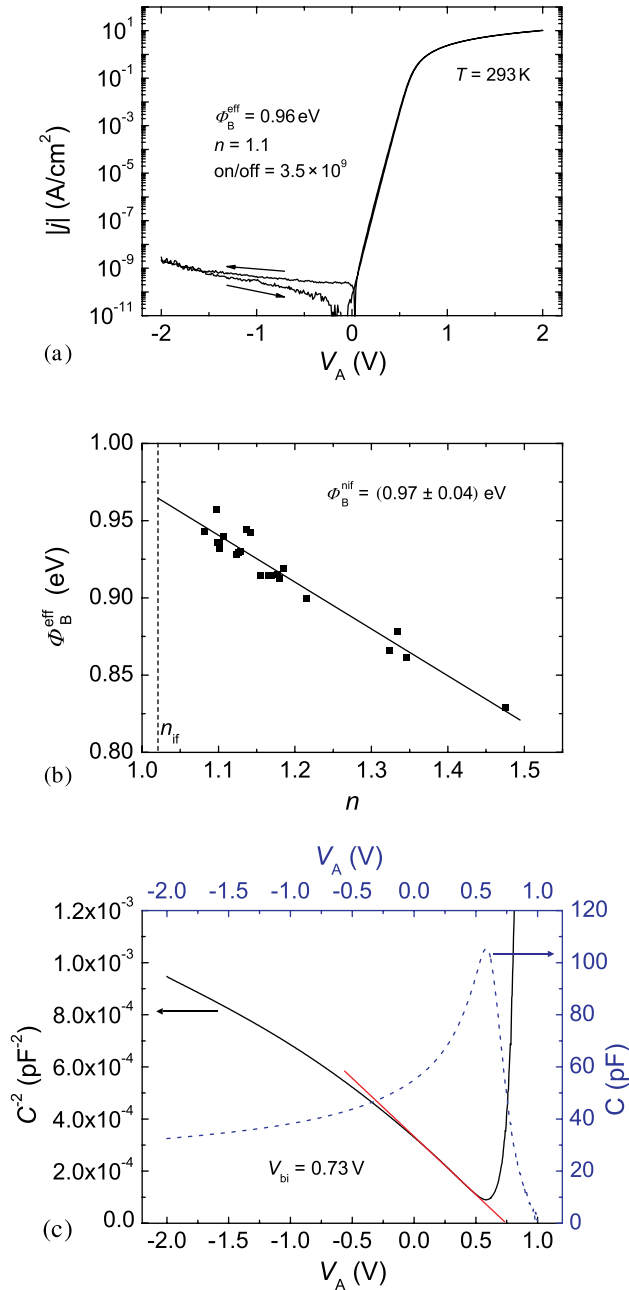 10¹
10⁻¹
10⁻³
10⁻⁵
10⁻⁷
10⁻⁹
10⁻¹¹
|j| (A/cm²)
T = 293 K
Φ_B^eff = 0.96 eV
n = 1.1
on/off = 3.5 × 10⁹
-2 -1 0 1 2
(a)
V_A (V)
1.00
0.95
0.90
0.85
0.80
Φ_B^eff (eV)
Φ_B^nif = (0.97 ± 0.04) eV
n_if
1.0 1.1 1.2 1.3 1.4 1.5
(b)
n
V_A (V)
-2.0 -1.5 -1.0 -0.5 0.0 0.5 1.0
1.2x10⁻³
1.0x10⁻³
8.0x10⁻⁴
6.0x10⁻⁴
4.0x10⁻⁴
2.0x10⁻⁴
0.0
C⁻² (pF⁻²)
V_bi = 0.73 V
120
100
80
60
40
20
0
C (pF)
(c)
-2.0 -1.5 -1.0 -0.5 0.0 0.5 1.0
V_A (V)